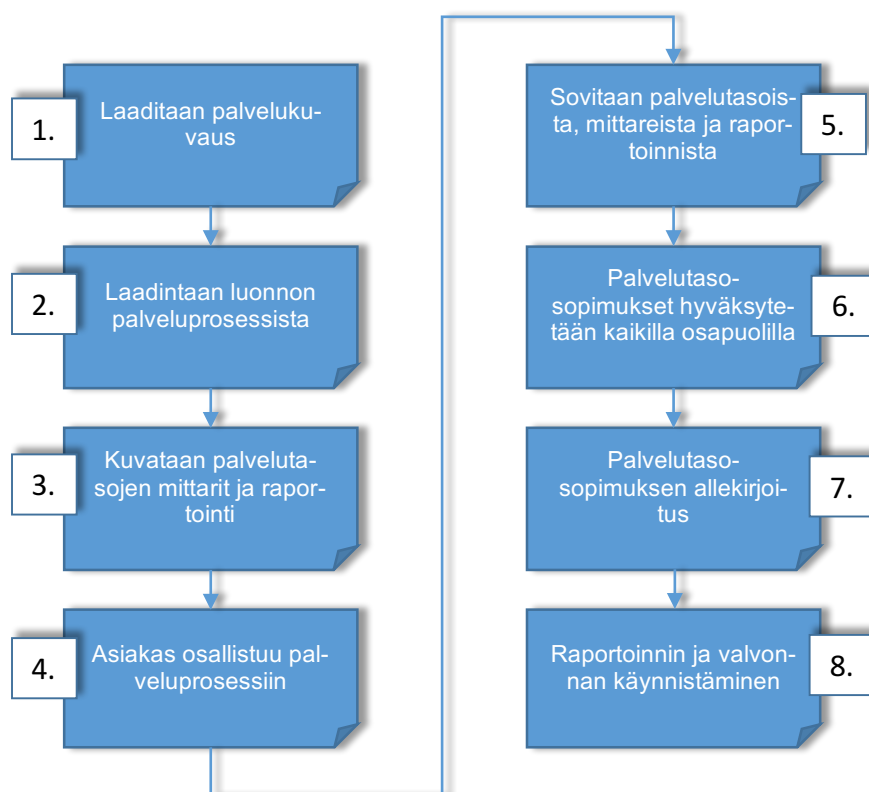 1.
Laaditaan palveluku-
vaus
2.
Laadintaan luonnon
palveluprosessista
3.
Kuvataan palveluta-
sojen mittarit ja rapor-
tointi
4.
Asiakas osallistuu pal-
veluprosessiin
5.
Sovitaan palvelutasois-
ta, mittareista ja rapor-
toinnista
6.
Palvelutaso-
sopimukset hyväksyte-
tään kaikilla osapuolilla
7.
Palvelutaso-
sopimuksen allekirjoi-
tus
8.
Raportoinnin ja valvon-
nan käynnistäminen